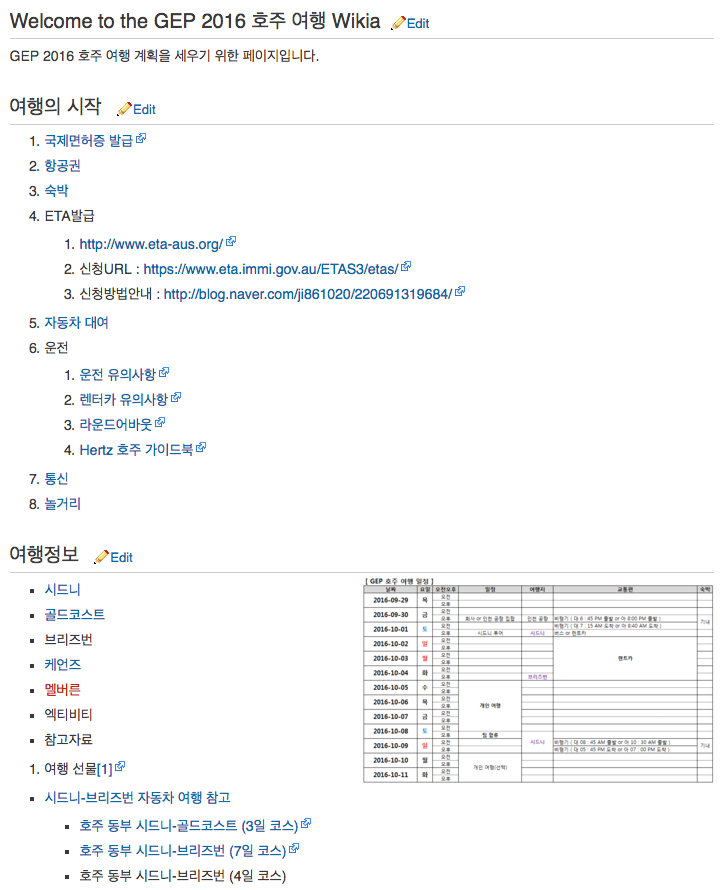 Welcome to the GEP 2016 호주 여행 Wikia Edit
GEP 2016 호주 여행 계획을 세우기 위한 페이지입니다.
여행의 시작 Edit
1. 국제면허증 발급
2. 항공권
3. 숙박
4. ETA발급
1. http://www.eta-aus.org/
2. 신청URL : https://www.eta.immi.gov.au/ETAS3/etas/
3. 신청방법안내 : http://blog.naver.com/ji861020/220691319684/
5. 자동차 대여
6. 운전
1. 운전 유의사항
2. 렌터카 유의사항
3. 라운드어바웃
4. Hertz 호주 가이드북
7. 통신
8. 놀거리
여행정보 Edit
시드니
골드코스트
브리즈번
케언즈
멜버른
엑티비티
참고자료
1. 여행 선물[1]
시드니-브리즈번 자동차 여행 참고
호주 동부 시드니-골드코스트 (3일 코스)
호주 동부 시드니-브리즈번 (7일 코스)
호주 동부 시드니-브리즈번 (4일 코스)
[ GEP 호주 여행 일정 ]
날짜 요일 오전오후 일정 여행지 교통편 숙박
2016-09-29 목 오전
오후
2016-09-30 금 오전
오후 회사 or 인천 공항 집합 인천 공항 비행기 ( 대 6 : 45 PM 출발 or 아 8:00 PM 출발 ) 기내
2016-10-01 토 오전 비행기 ( 대 7 : 15 AM 도착 or 아 8:40 AM 도착 )
오후 시드니 투어 시드니 버스 or 렌트카
2016-10-02 일 오전
오후
2016-10-03 월 오전 렌트카
오후
2016-10-04 화 오전
오후 브리즈번
2016-10-05 수 오전
오후
2016-10-06 목 오전 개인 여행
오후
2016-10-07 금 오전
오후
2016-10-08 토 오전
오후 팀 합류 시드니
2016-10-09 일 오전 비행기 ( 대 08 : 45 AM 출발 or 아 10 : 30 AM 출발 ) 기내
오후 비행기 ( 대 05 : 45 PM 도착 or 아 07 : 00 PM 도착 )
2016-10-10 월 오전
오후 개인 여행(선택)
2016-10-11 화 오전
오후